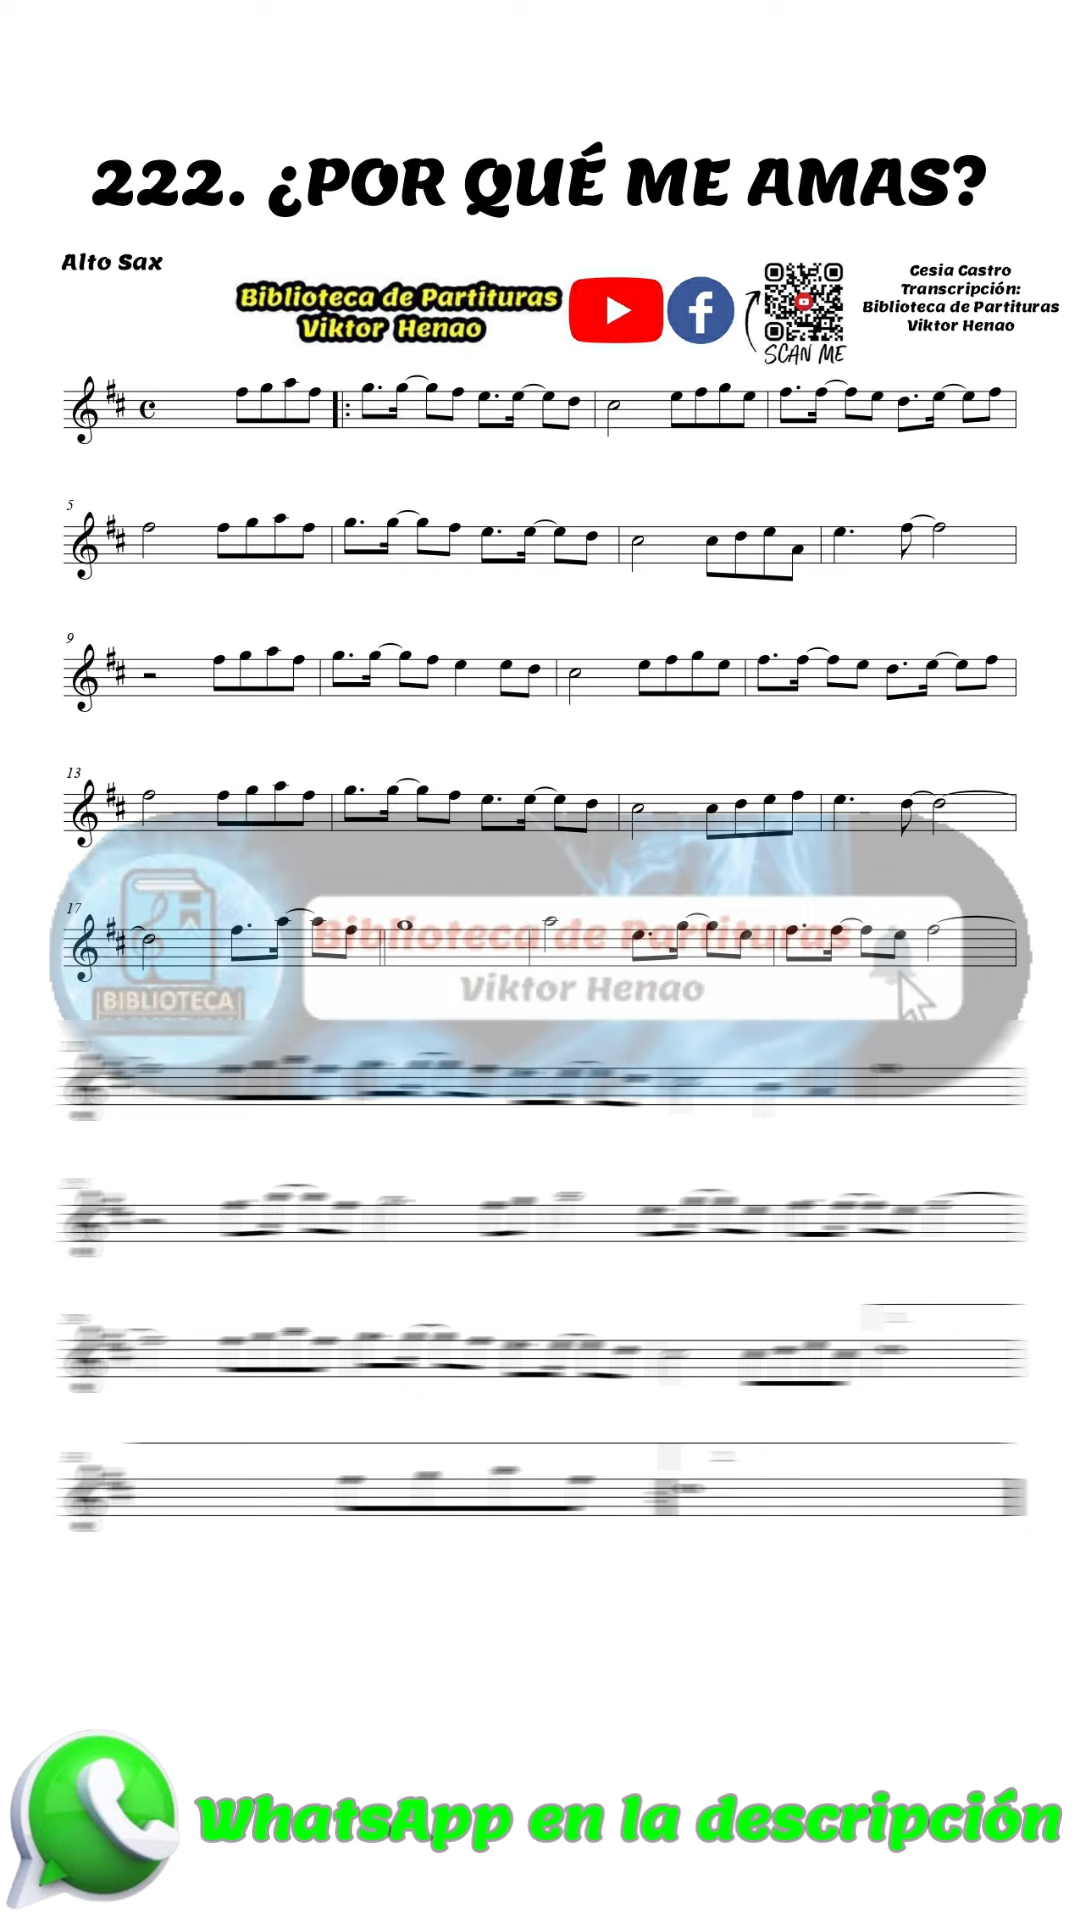 222. ¿POR QUÉ ME AMAS?
Alto Sax
Biblioteca de Partituras
Viktor Henao
SCAN ME
Cesia Castro
Transcripción:
Biblioteca de Partituras
Viktor Henao
5
9
13
17
Biblioteca de Partituras
Viktor Henao
BIBLIOTECA
WhatsApp en la descripción